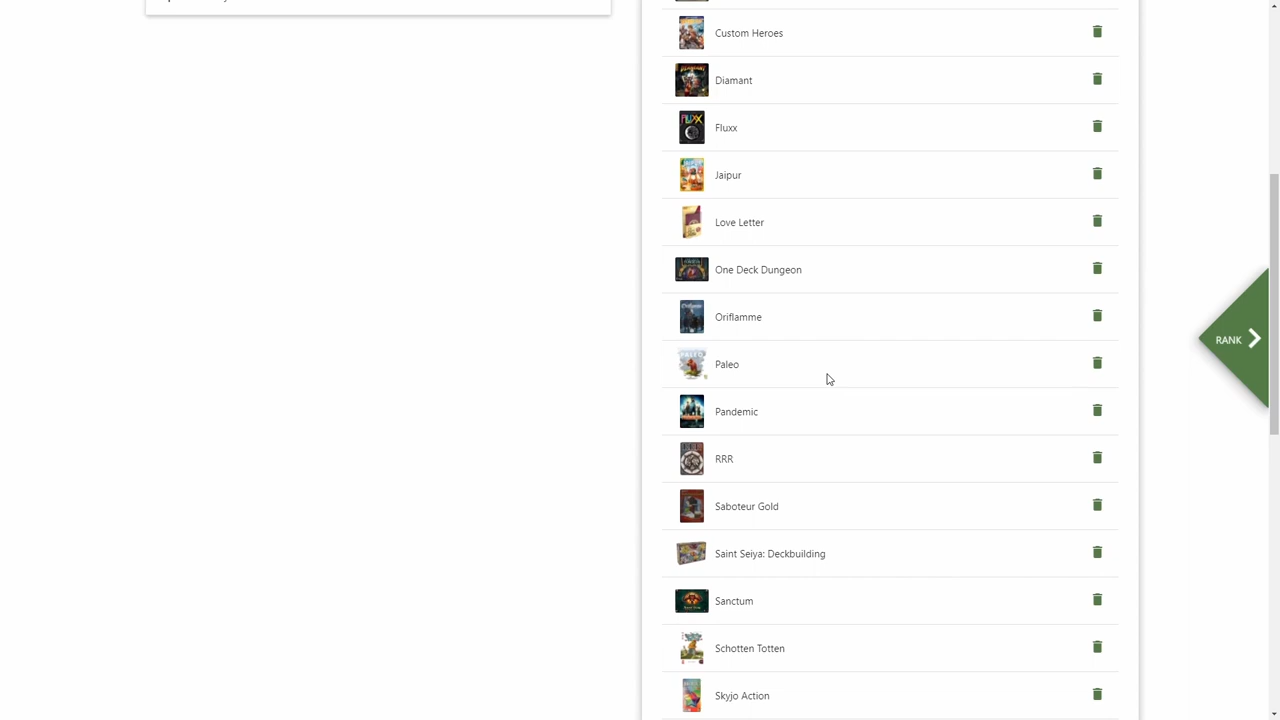 Custom Heroes
Diamant
Fluxx
Jaipur
Love Letter
One Deck Dungeon
Oriflamme
Paleo
RANK
Pandemic
RRR
Saboteur Gold
Saint Seiya: Deckbuilding
Sanctum
Schotten Totten
Skyjo Action